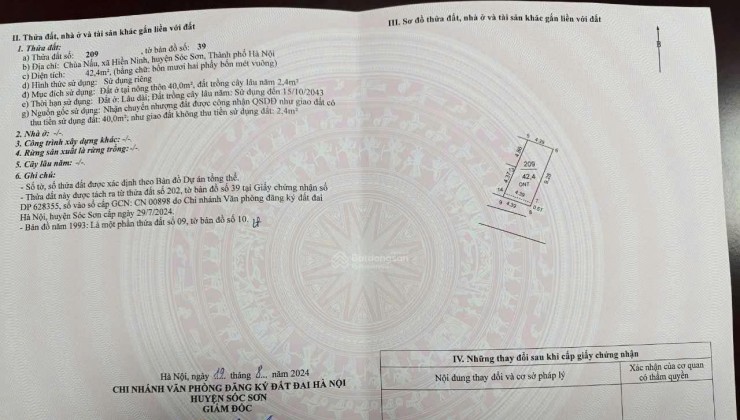 II. Thửa đất, nhà ở và tài sản khác gắn liền với đất
1. Thửa đất:
a) Thửa đất số: 209 , tờ bản đồ số: 39
b) Địa chỉ: Chùa Nầu, xã Hiền Ninh, huyện Sóc Sơn, Thành phố Hà Nội
c) Diện tích: 42,4m², (bằng chữ: bốn mươi hai phẩy bốn mét vuông)
d) Hình thức sử dụng: Sử dụng riêng
đ) Mục đích sử dụng: Đất ở tại nông thôn 40,0m², đất trồng cây lâu năm 2,4m²
e) Thời hạn sử dụng: Đất ở: Lâu dài; Đất trồng cây lâu năm: Sử dụng đến 15/10/2043
g) Nguồn gốc sử dụng: Nhận chuyển nhượng đất được công nhận QSDĐ như giao đất có
thu tiền sử dụng đất: 40,0m²; như giao đất không thu tiền sử dụng đất: 2,4m²
2. Nhà ở: -/-
3. Công trình xây dựng khác: -/-
4. Rừng sản xuất là rừng trồng: -/-
5. Cây lâu năm: -/-
6. Ghi chú:
- Số tờ, số thửa đất được xác định theo Bản đồ Dự án tổng thể.
- Thửa đất này được tách ra từ thửa đất số 202, tờ bản đồ số 39 tại Giấy chứng nhận số
DP 628355, số vào sổ cấp GCN: CN 00898 do Chi nhánh Văn phòng đăng ký đất đai
Hà Nội, huyện Sóc Sơn cấp ngày 29/7/2024.
- Bản đồ năm 1993: Là một phần thửa đất số 09, tờ bản đồ số 10.
Hà Nội, ngày 12 tháng 8 năm 2024
CHI NHÁNH VĂN PHÒNG ĐĂNG KÝ ĐẤT ĐAI HÀ NỘI
HUYỆN SÓC SƠN
GIÁM ĐỐC
III. Sơ đồ thửa đất, nhà ở và tài sản khác gắn liền với đất
B
209
42,4
ONT
Batdongsan
IV. Những thay đổi sau khi cấp giấy chứng nhận
Nội dung thay đổi và cơ sở pháp lý
Xác nhận của cơ quan
có thẩm quyền